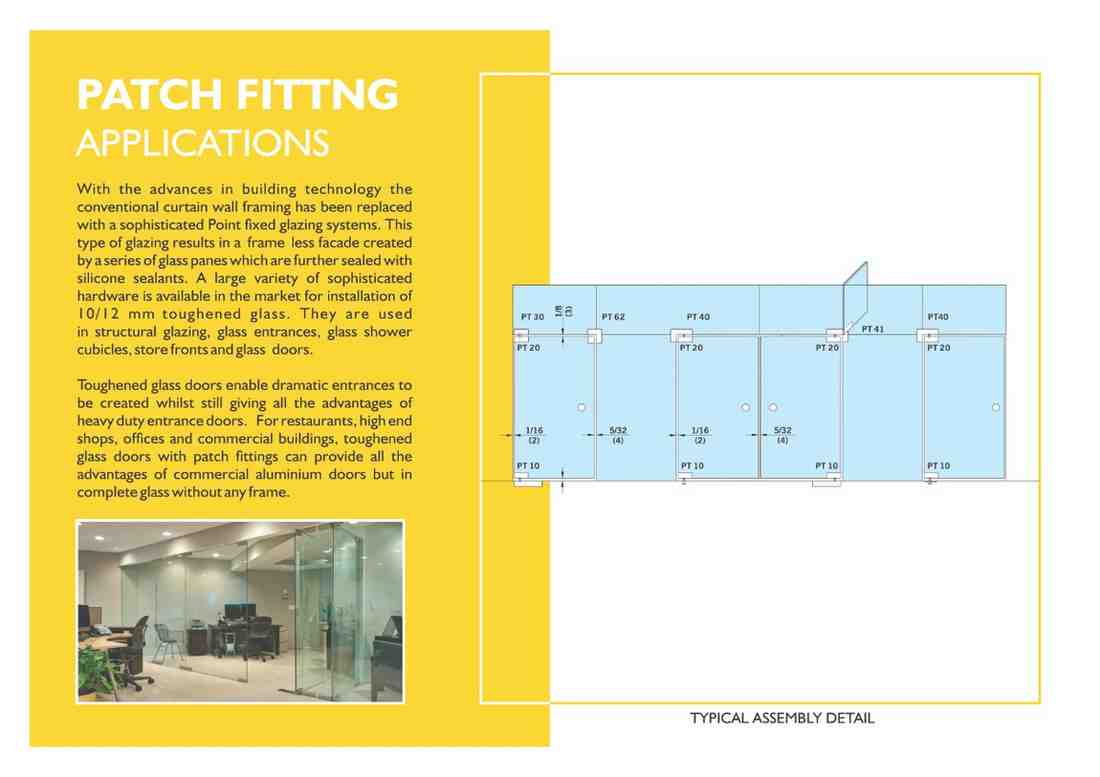 PATCH FITTNG
APPLICATIONS
With the advances in building technology the
conventional curtain wall framing has been replaced
with a sophisticated Point fixed glazing systems. This
type of glazing results in a frame less facade created
by a series of glass panes which are further sealed with
silicone sealants. A large variety of sophisticated
hardware is available in the market for installation of
10/12 mm toughened glass. They are used
in structural glazing, glass entrances, glass shower
cubicles, store fronts and glass doors.
Toughened glass doors enable dramatic entrances to
be created whilst still giving all the advantages of
heavy duty entrance doors. For restaurants, high end
shops, offices and commercial buildings, toughened
glass doors with patch fittings can provide all the
advantages of commercial aluminium doors but in
complete glass without any frame.
PT 30 1/8 (3) PT 62 PT 40 PT 41 PT40
PT 20 PT 20 PT 20 PT 20
1/16 5/32 1/16 5/32
(2) (4) (2) (4)
PT 10 PT 10 PT 10 PT 10
TYPICAL ASSEMBLY DETAIL